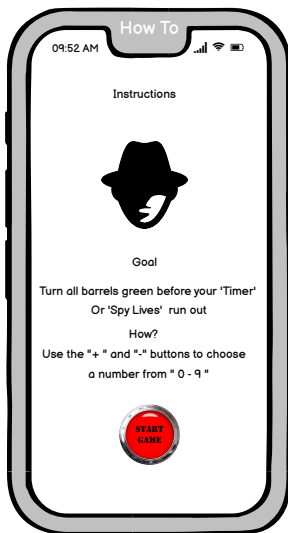 How To
09:52 AM
Instructions
Goal
Turn all barrels green before your 'Timer'
Or 'Spy Lives' run out
How?
Use the "+ " and "-" buttons to choose
a number from " 0 - 9 "
START
GAME